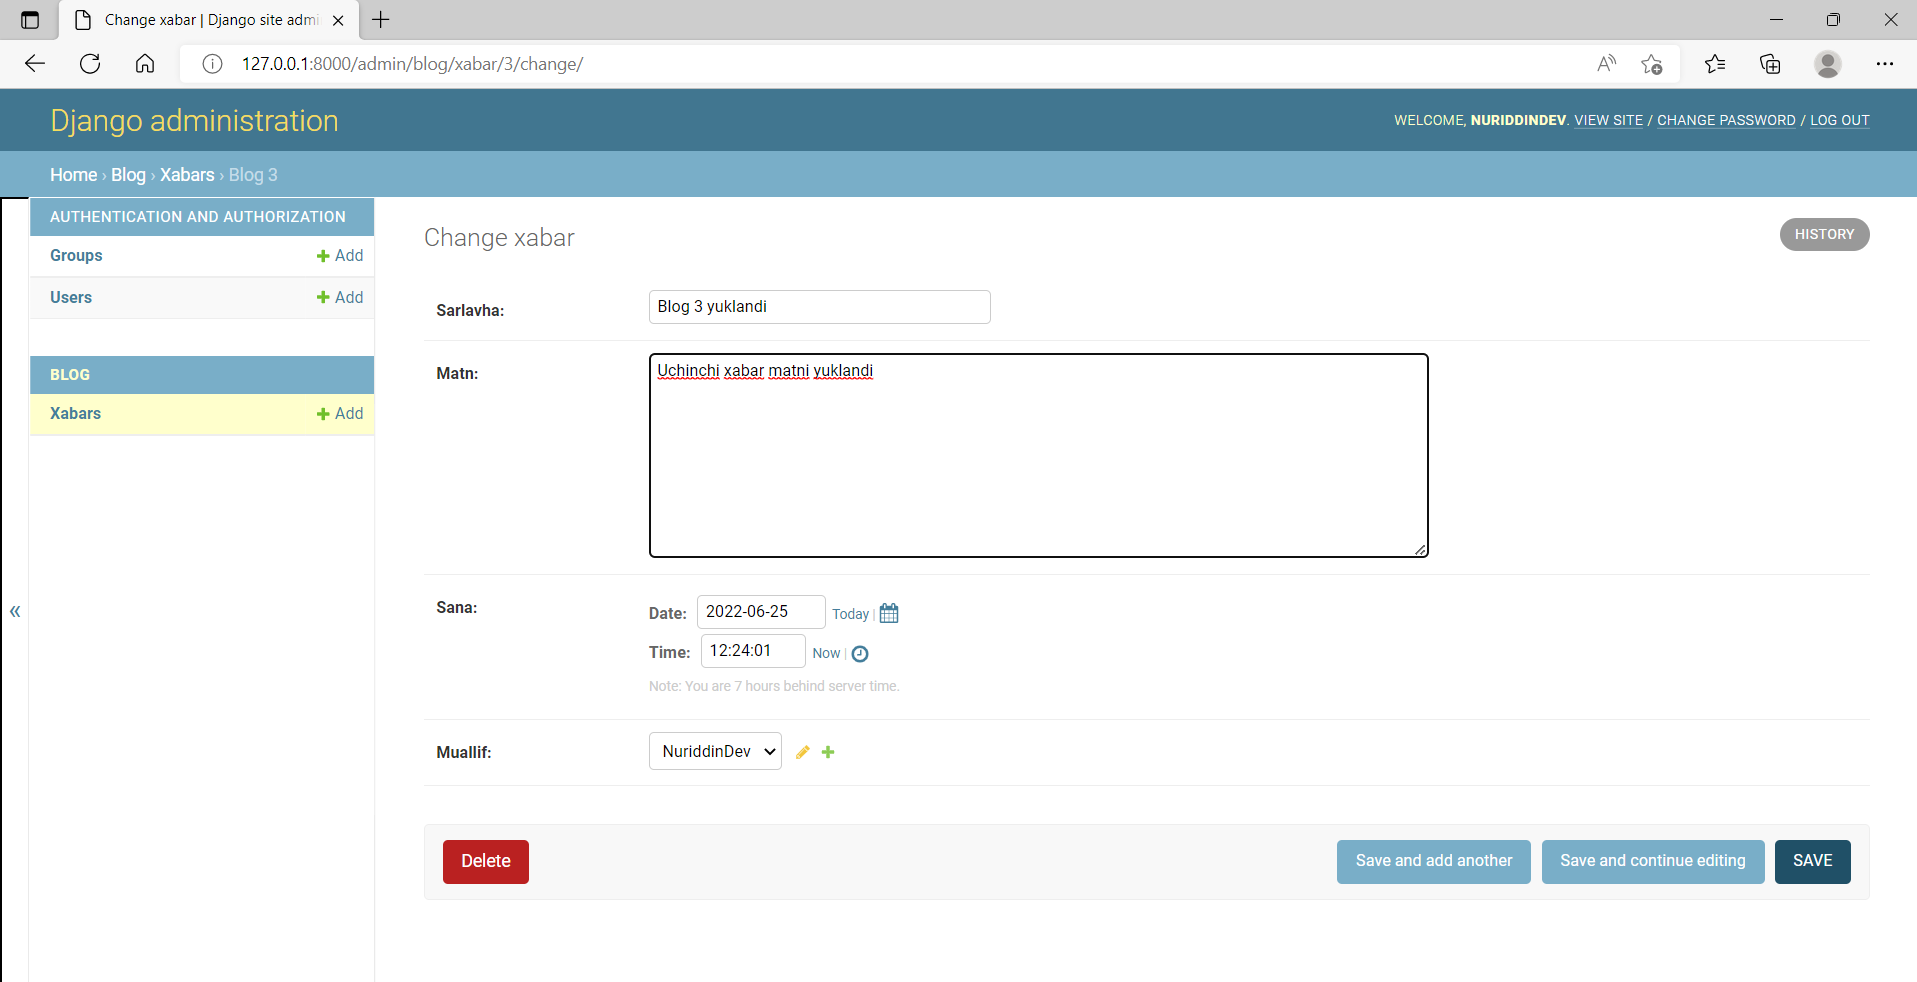 Change xabar | Django site admi
127.0.0.1:8000/admin/blog/xabar/3/change/
Django administration
WELCOME, NURIDDINDEV. VIEW SITE / CHANGE PASSWORD / LOG OUT
Home › Blog › Xabars › Blog 3
AUTHENTICATION AND AUTHORIZATION
Groups + Add
Users + Add
BLOG
Xabars + Add
«
Change xabar
HISTORY
Sarlavha: Blog 3 yuklandi
Matn: Uchinchi xabar matni yuklandi
Sana:
Date: 2022-06-25 Today |
Time: 12:24:01 Now |
Note: You are 7 hours behind server time.
Muallif: NuriddinDev
Delete
Save and add another
Save and continue editing
SAVE